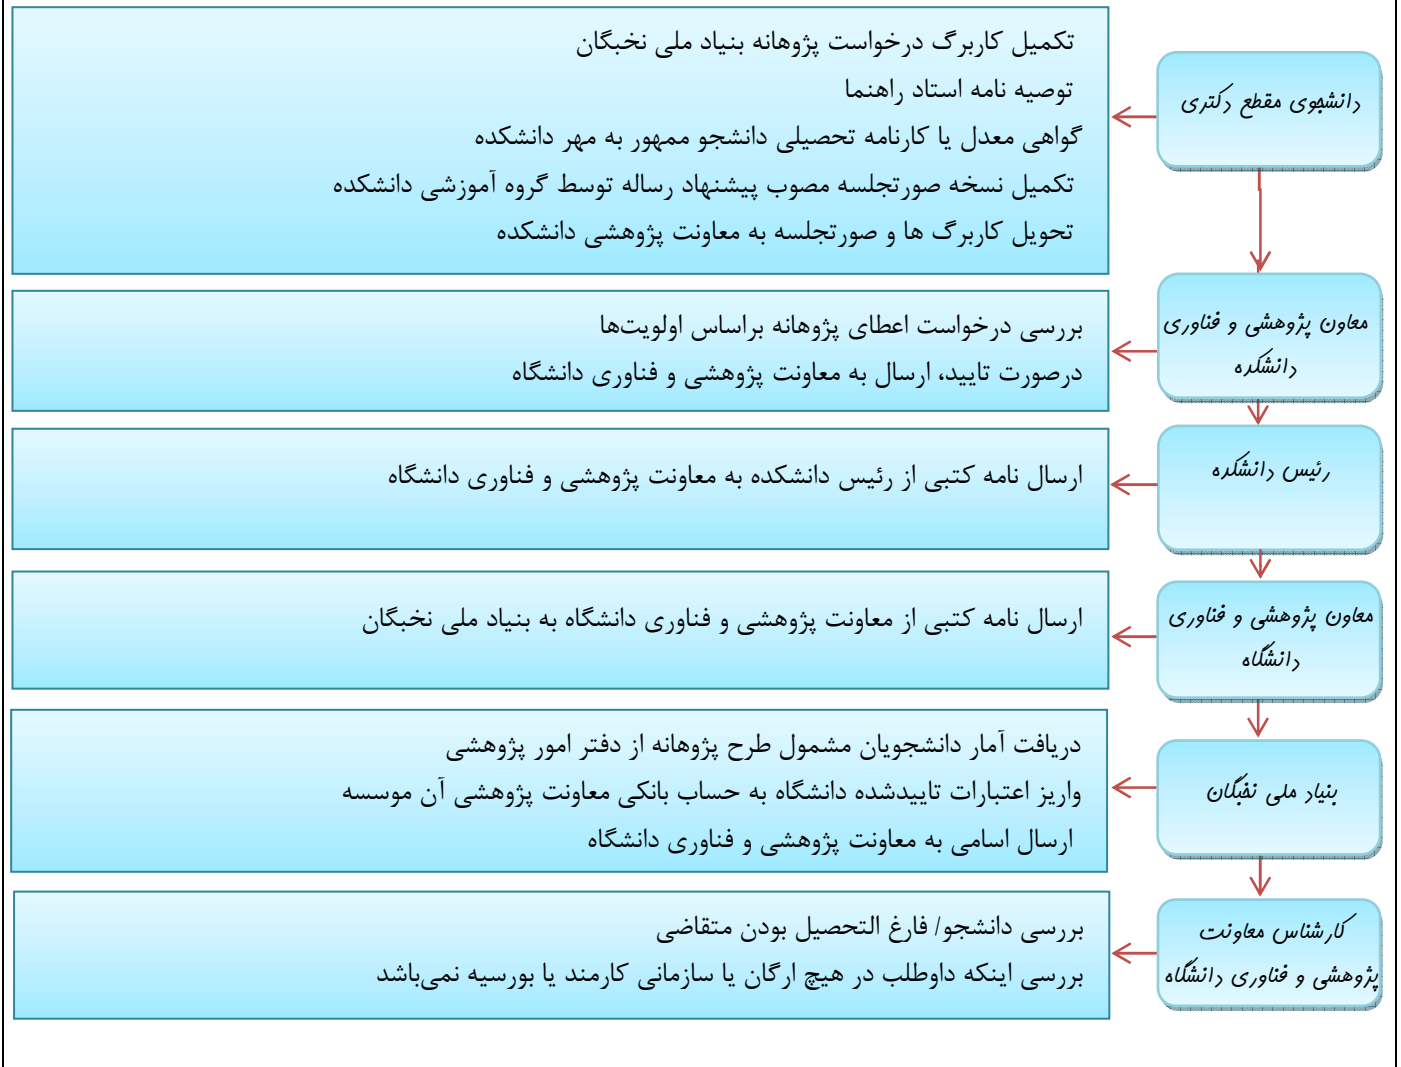 دانشجوی مقطع دکتری
تکمیل کاربرگ درخواست پژوهانه بنیاد ملی نخبگان
توصیه نامه استاد راهنما
گواهی معدل یا کارنامه تحصیلی دانشجو ممهور به مهر دانشکده
تکمیل نسخه صورتجلسه مصوب پیشنهاد رساله توسط گروه آموزشی دانشکده
تحویل کاربرگ ها و صورتجلسه به معاونت پژوهشی دانشکده
معاون پژوهشی و فناوری
دانشکده
بررسی درخواست اعطای پژوهانه براساس اولویت‌ها
درصورت تایید، ارسال به معاونت پژوهشی و فناوری دانشگاه
رئیس دانشکده
ارسال نامه کتبی از رئیس دانشکده به معاونت پژوهشی و فناوری دانشگاه
معاون پژوهشی و فناوری
دانشگاه
ارسال نامه کتبی از معاونت پژوهشی و فناوری دانشگاه به بنیاد ملی نخبگان
بنیاد ملی نخبگان
دریافت آمار دانشجویان مشمول طرح پژوهانه از دفتر امور پژوهشی
واریز اعتبارات تاییدشده دانشگاه به حساب بانکی معاونت پژوهشی آن موسسه
ارسال اسامی به معاونت پژوهشی و فناوری دانشگاه
کارشناس معاونت
پژوهشی و فناوری دانشگاه
بررسی دانشجو/ فارغ التحصیل بودن متقاضی
بررسی اینکه داوطلب در هیچ ارگان یا سازمانی کارمند یا بورسیه نمی‌باشد